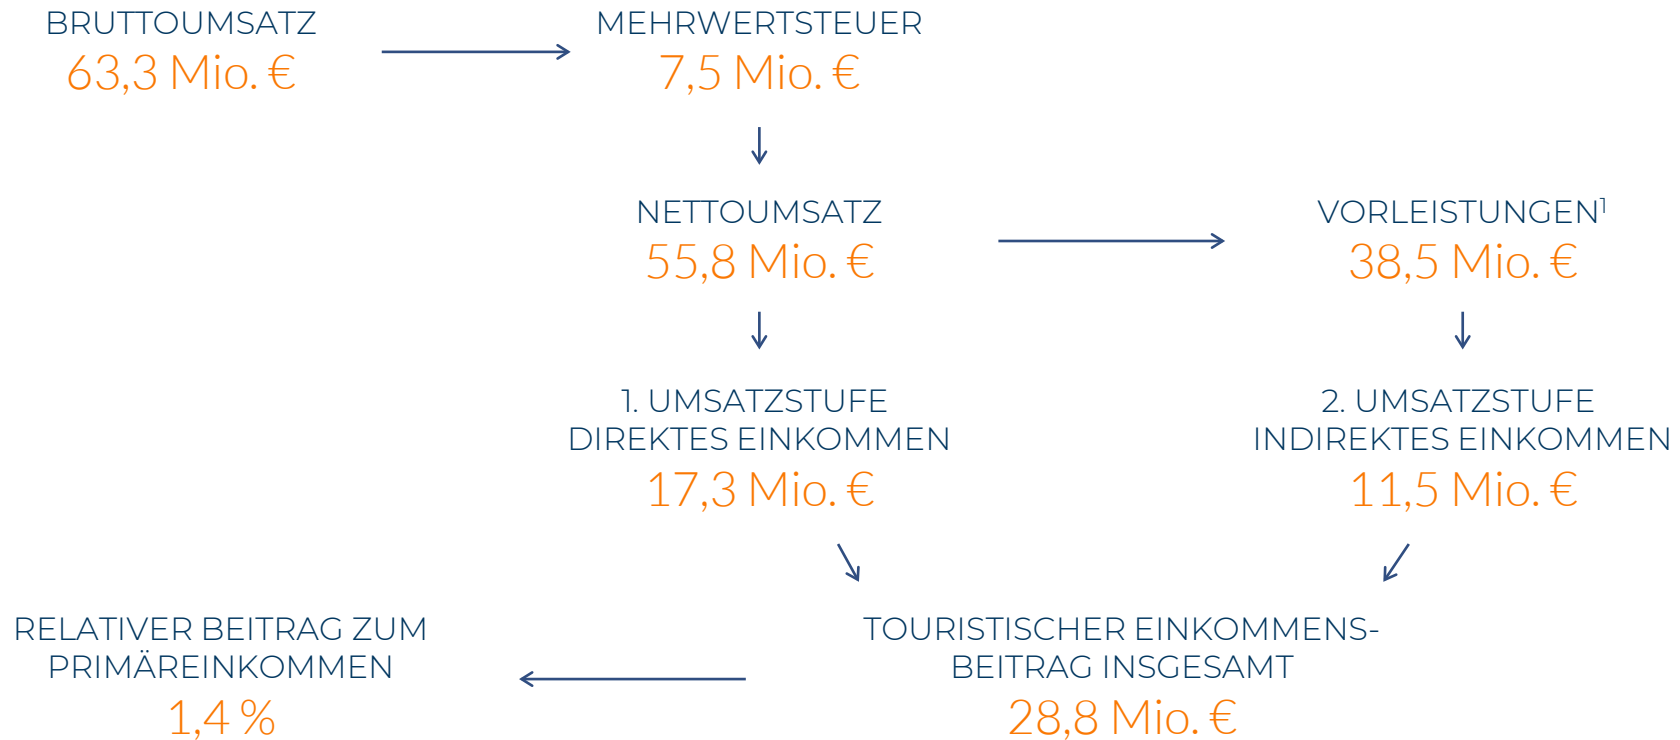 BRUTTOUMSATZ
63,3 Mio. €
MEHRWERTSTEUER
7,5 Mio. €
NETTOUMSATZ
55,8 Mio. €
VORLEISTUNGEN¹
38,5 Mio. €
1. UMSATZSTUFE
DIREKTES EINKOMMEN
17,3 Mio. €
2. UMSATZSTUFE
INDIREKTES EINKOMMEN
11,5 Mio. €
RELATIVER BEITRAG ZUM
PRIMÄREINKOMMEN
1,4 %
TOURISTISCHER EINKOMMENS-
BEITRAG INSGESAMT
28,8 Mio. €